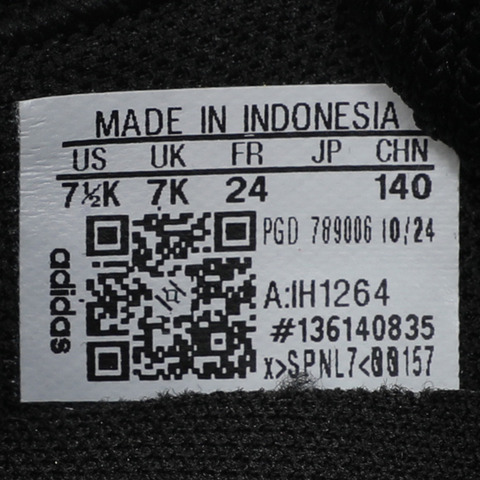 MADE IN INDONESIA
US UK FR JP CHN
7½K 7K 24 140
PGD 789006 10/24
A:IH1264
#136140835
x>SPNL7<00157
adidas